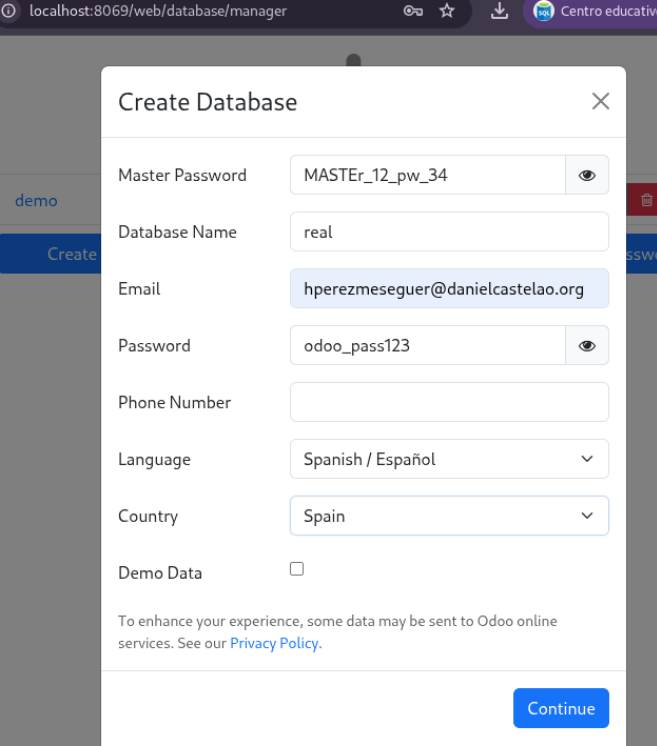 localhost:8069/web/database/manager
Centro educativo
Create Database
Master Password MASTEr_12_pw_34
demo
Database Name real
Create
Email hperezmeseguer@danielcastelao.org
Password odoo_pass123
Phone Number
Language Spanish / Español
Country Spain
Demo Data
To enhance your experience, some data may be sent to Odoo online
services. See our Privacy Policy.
Continue